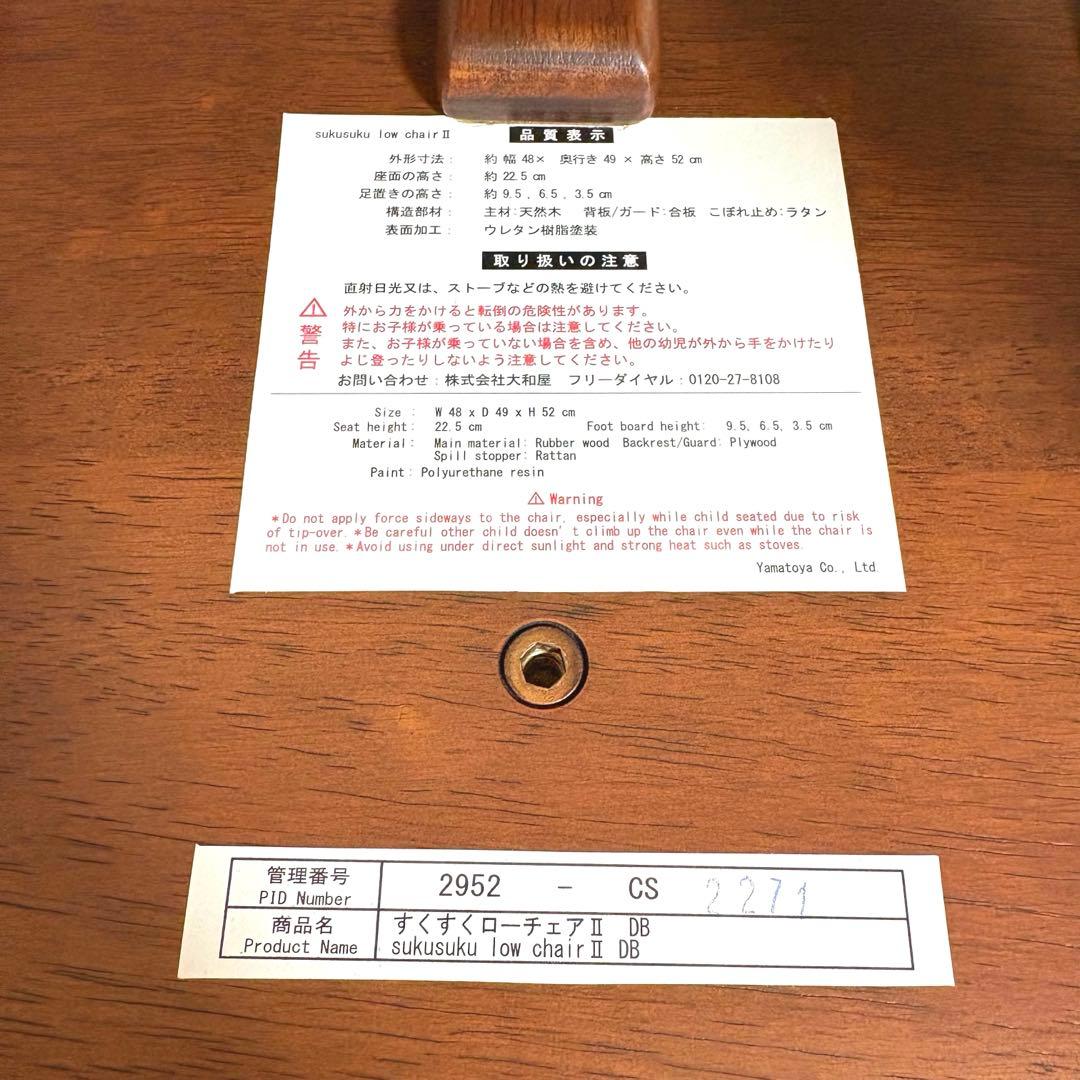 sukusuku low chairⅡ 品質表示
外形寸法: 約 幅 48× 奥行き 49 × 高さ 52 cm
座面の高さ: 約 22.5 cm
足置きの高さ: 約 9.5 , 6.5 , 3.5 cm
構造部材: 主材:天然木 背板/ガード:合板 こぼれ止め:ラタン
表面加工: ウレタン樹脂塗装
取り扱いの注意
直射日光又は、ストーブなどの熱を避けてください。
⚠警告
外から力をかけると転倒の危険性があります。
特にお子様が乗っている場合は注意してください。
また、お子様が乗っていない場合を含め、他の幼児が外から手をかけたり
よじ登ったりしないよう注意してください。
お問い合わせ:株式会社大和屋 フリーダイヤル:0120-27-8108
Size : W 48 x D 49 x H 52 cm
Seat height: 22.5 cm Foot board height: 9.5, 6.5, 3.5 cm
Material: Main material: Rubber wood Backrest/Guard: Plywood
Spill stopper: Rattan
Paint: Polyurethane resin
⚠ Warning
*Do not apply force sideways to the chair, especially while child seated due to risk
of tip-over. *Be careful other child doesn't climb up the chair even while the chair is
not in use. *Avoid using under direct sunlight and strong heat such as stoves.
Yamatoya Co., Ltd.
管理番号 2952 - CS 2271
PID Number
商品名 すくすくローチェアⅡ DB
Product Name sukusuku low chairⅡ DB